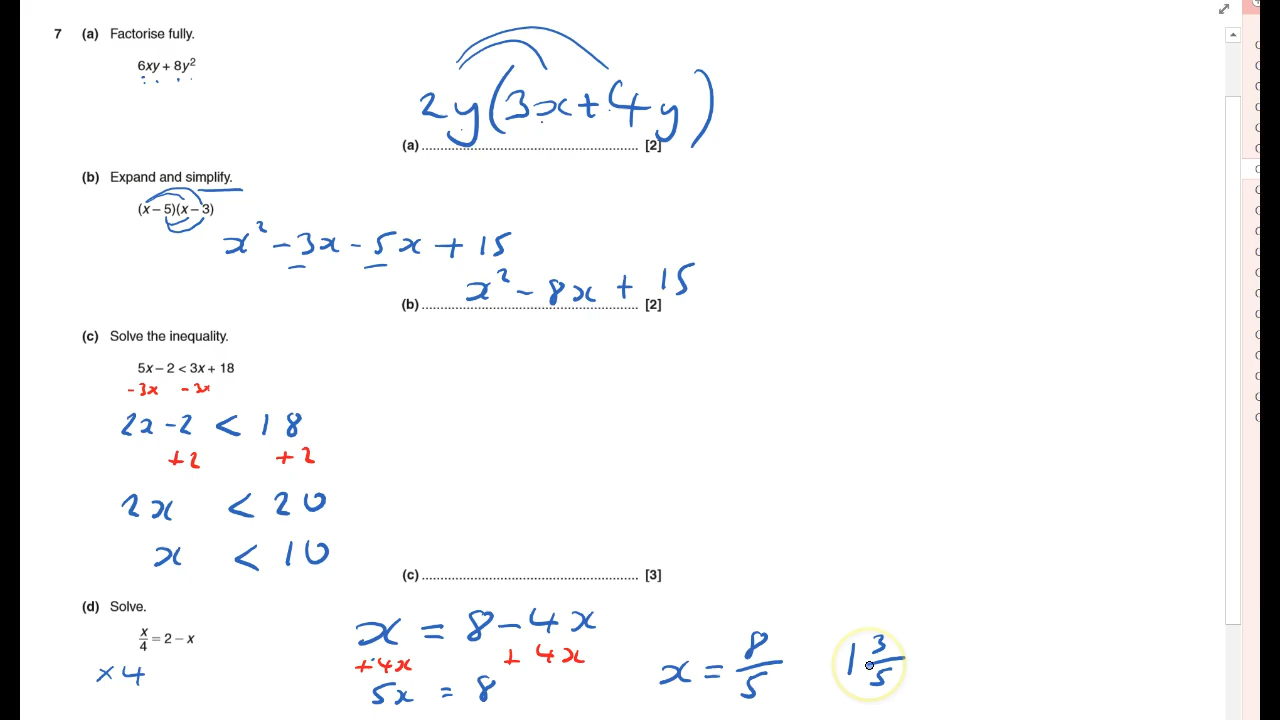 7 (a) Factorise fully.
6xy + 8y²
2y(3x+4y)
(a) ........................................................ [2]
(b) Expand and simplify.
(x – 5)(x – 3)
x² - 3x - 5x + 15
x² - 8x + 15
(b) ........................................................ [2]
(c) Solve the inequality.
5x – 2 < 3x + 18
-3x -3x
2x -2 < 18
+2 +2
2x < 20
x < 10
(c) ........................................................ [3]
(d) Solve.
x/4 = 2 – x
×4
x = 8 - 4x
+4x + 4x
5x = 8
x = 8/5 1 3/5